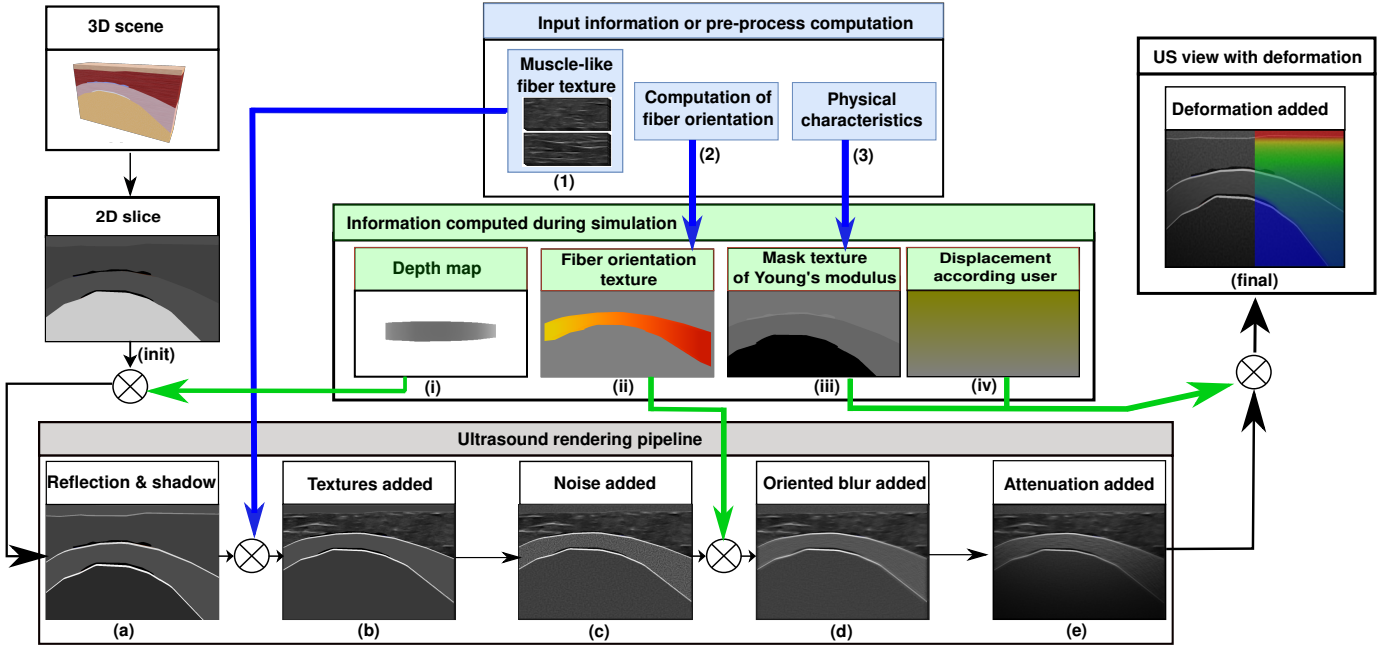 3D scene
2D slice
(init)
Input information or pre-process computation
Muscle-like
fiber texture
(1)
Computation of
fiber orientation
(2)
Physical
characteristics
(3)
Information computed during simulation
Depth map
(i)
Fiber orientation
texture
(ii)
Mask texture
of Young's modulus
(iii)
Displacement
according user
(iv)
US view with deformation
Deformation added
(final)
Ultrasound rendering pipeline
Reflection & shadow
(a)
Textures added
(b)
Noise added
(c)
Oriented blur added
(d)
Attenuation added
(e)